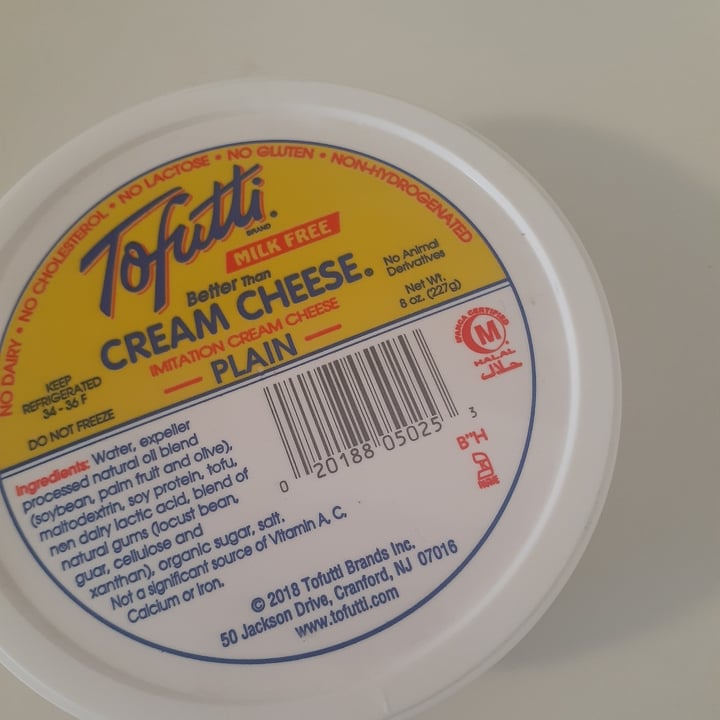 NO DAIRY • NO CHOLESTEROL • NO LACTOSE • NO GLUTEN • NON-HYDROGENATED
Tofutti.
BRAND
MILK FREE
Better Than
CREAM CHEESE.
IMITATION CREAM CHEESE
PLAIN
No Animal
Derivatives
Net Wt.
8 oz. (227g)
KEEP
REFRIGERATED
34 - 36 F
DO NOT FREEZE
Ingredients: Water, expeller
processed natural oil blend
(soybean, palm fruit and olive),
maltodextrin, soy protein, tofu,
non dairy lactic acid, blend of
natural gums (locust bean,
guar, cellulose and
xanthan), organic sugar, salt.
Not a significant source of Vitamin A, C,
Calcium or Iron.
0 20188 05025 3
CERTIFIED
M
HALAL
حلال
B"H
© 2018 Tofutti Brands Inc.
50 Jackson Drive, Cranford, NJ 07016
www.tofutti.com